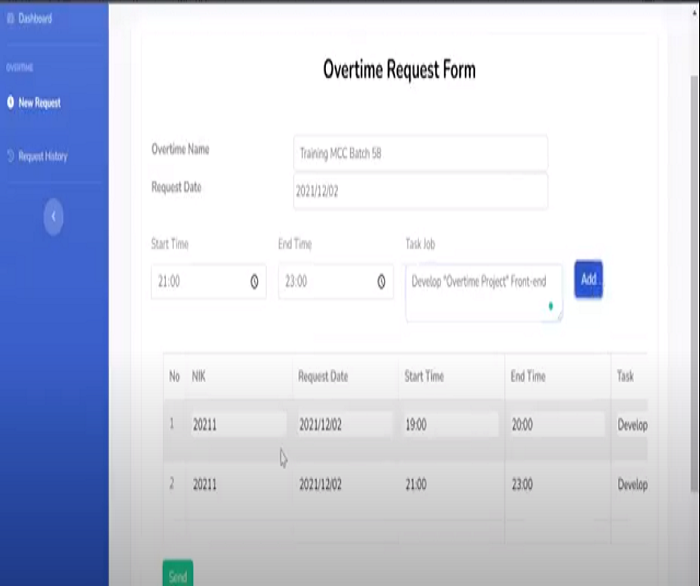 Dashboard
OVERTIME
New Request
Request History
Overtime Request Form
Overtime Name
Training MCC Batch 58
Request Date
2021/12/02
Start Time End Time Task Job
21:00 23:00 Develop "Overtime Project" Front-end Add
No NIK Request Date Start Time End Time Task
1 20211 2021/12/02 19:00 20:00 Develop
2 20211 2021/12/02 21:00 23:00 Develop
Send